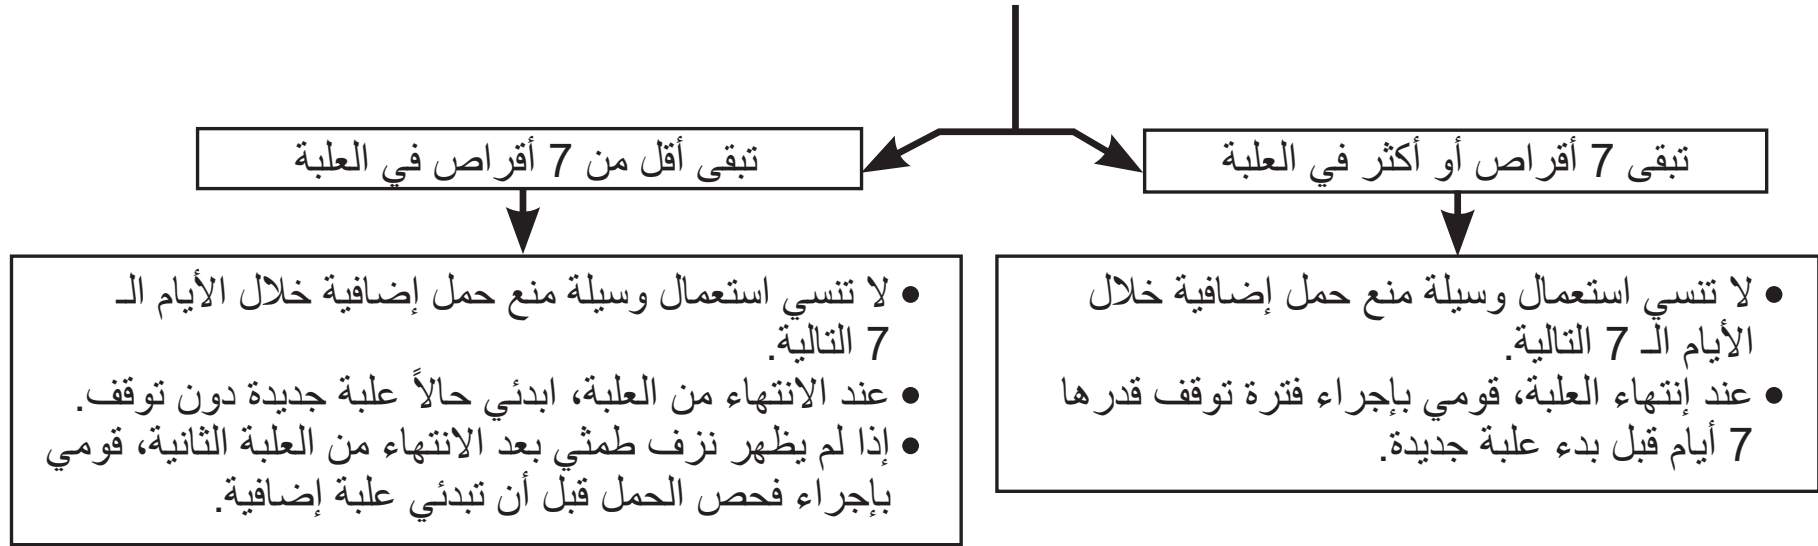 تبقى 7 أقراص أو أكثر في العلبة
تبقى أقل من 7 أقراص في العلبة
• لا تنسي استعمال وسيلة منع حمل إضافية خلال
الأيام الـ 7 التالية.
• عند إنتهاء العلبة، قومي بإجراء فترة توقف قدرها
7 أيام قبل بدء علبة جديدة.
• لا تنسي استعمال وسيلة منع حمل إضافية خلال الأيام الـ
7 التالية.
• عند الانتهاء من العلبة، ابدئي حالاً علبة جديدة دون توقف.
• إذا لم يظهر نزف طمثي بعد الانتهاء من العلبة الثانية، قومي
بإجراء فحص الحمل قبل أن تبدئي علبة إضافية.